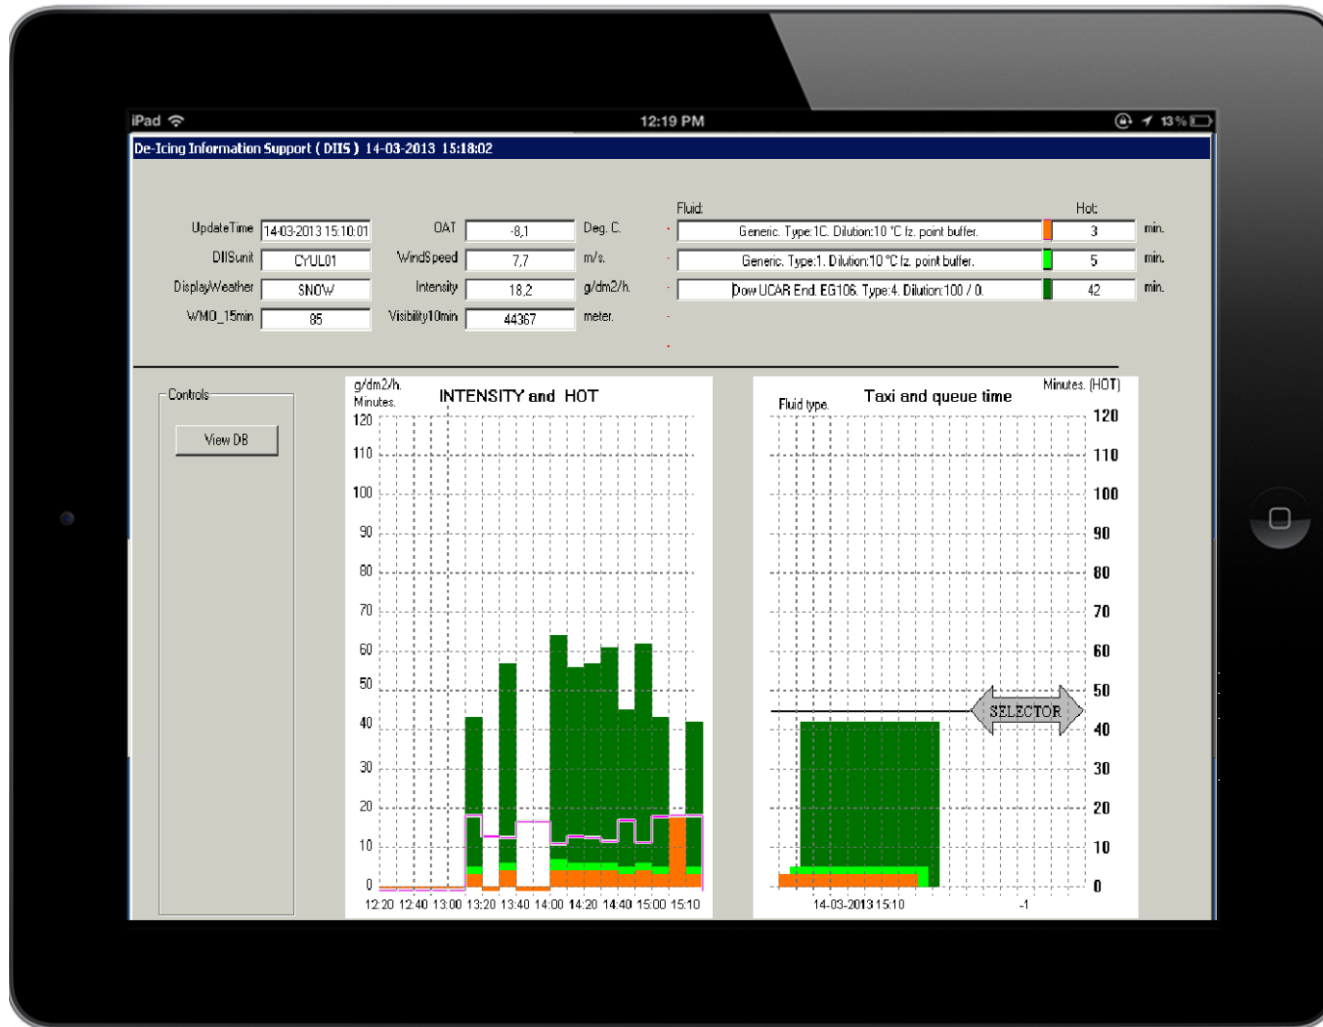 iPad 12:19 PM 13%
De-Icing Information Support ( DIIS ) 14-03-2013 15:18:02
Fluid: Hot:
UpdateTime 14-03-2013 15:10:01 OAT -8,1 Deg. C. Generic. Type:1C. Dilution:10 °C fz. point buffer. 3 min.
DIISunit CYUL01 WindSpeed 7,7 m/s. Generic. Type:1. Dilution:10 °C fz. point buffer. 5 min.
DisplayWeather SNOW Intensity 18,2 g/dm2/h. Dow UCAR End. EG106. Type:4. Dilution:100 / 0. 42 min.
WMO_15min 85 Visibility10min 44367 meter.
Controls
View DB
g/dm2/h.
Minutes.
INTENSITY and HOT
120
110
100
90
80
70
60
50
40
30
20
10
0
12:20 12:40 13:00 13:20 13:40 14:00 14:20 14:40 15:00 15:10
Minutes. (HOT)
Fluid type.
Taxi and queue time
120
110
100
90
80
70
60
50
SELECTOR
40
30
20
10
0
14-03-2013 15:10 -1